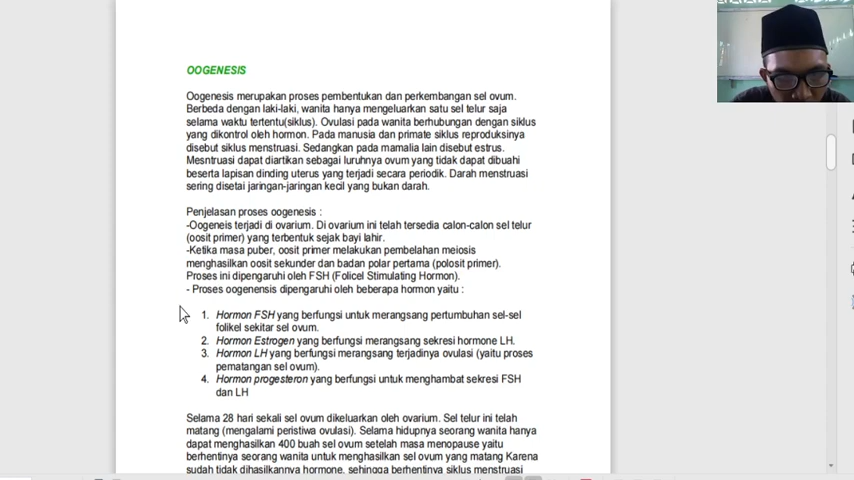 OOGENESIS
Oogenesis merupakan proses pembentukan dan perkembangan sel ovum.
Berbeda dengan laki-laki, wanita hanya mengeluarkan satu sel telur saja
selama waktu tertentu(siklus). Ovulasi pada wanita berhubungan dengan siklus
yang dikontrol oleh hormon. Pada manusia dan primate siklus reproduksinya
disebut siklus menstruasi. Sedangkan pada mamalia lain disebut estrus.
Mesntruasi dapat diartikan sebagai luruhnya ovum yang tidak dapat dibuahi
beserta lapisan dinding uterus yang terjadi secara periodik. Darah menstruasi
sering disetai jaringan-jaringan kecil yang bukan darah.
Penjelasan proses oogenesis :
-Oogeneis terjadi di ovarium. Di ovarium ini telah tersedia calon-calon sel telur
(oosit primer) yang terbentuk sejak bayi lahir.
-Ketika masa puber, oosit primer melakukan pembelahan meiosis
menghasilkan oosit sekunder dan badan polar pertama (polosit primer).
Proses ini dipengaruhi oleh FSH (Folicel Stimulating Hormon).
- Proses oogenensis dipengaruhi oleh beberapa hormon yaitu :
1. Hormon FSH yang berfungsi untuk merangsang pertumbuhan sel-sel
folikel sekitar sel ovum.
2. Hormon Estrogen yang berfungsi merangsang sekresi hormone LH.
3. Hormon LH yang berfungsi merangsang terjadinya ovulasi (yaitu proses
pematangan sel ovum).
4. Hormon progesteron yang berfungsi untuk menghambat sekresi FSH
dan LH
Selama 28 hari sekali sel ovum dikeluarkan oleh ovarium. Sel telur ini telah
matang (mengalami peristiwa ovulasi). Selama hidupnya seorang wanita hanya
dapat menghasilkan 400 buah sel ovum setelah masa menopause yaitu
berhentinya seorang wanita untuk menghasilkan sel ovum yang matang Karena
sudah tidak dihasilkannya hormone, sehingga berhentinya siklus menstruasi